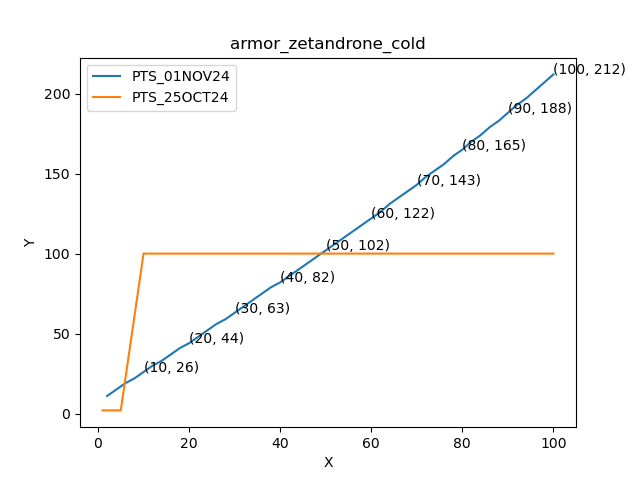 armor_zetandrone_cold
PTS_01NOV24
PTS_25OCT24
(100, 212)
(90, 188)
(80, 165)
(70, 143)
(60, 122)
(50, 102)
(40, 82)
(30, 63)
(20, 44)
(10, 26)
Y
200
150
100
50
0
0 20 40 60 80 100
X